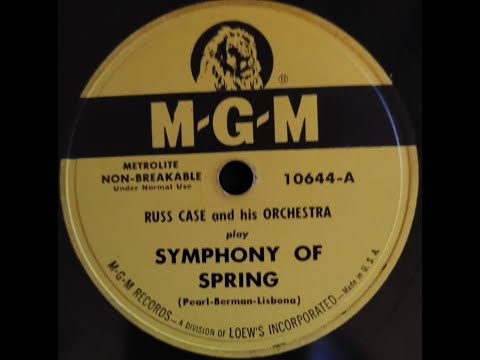 ®
M-G-M
METROLITE
NON-BREAKABLE
Under Normal Use
10644-A
RUSS CASE and his ORCHESTRA
play
SYMPHONY OF
SPRING
(Pearl-Berman-Lisbona)
M-G-M RECORDS — A DIVISION OF LOEW'S INCORPORATED — Made in U. S. A.